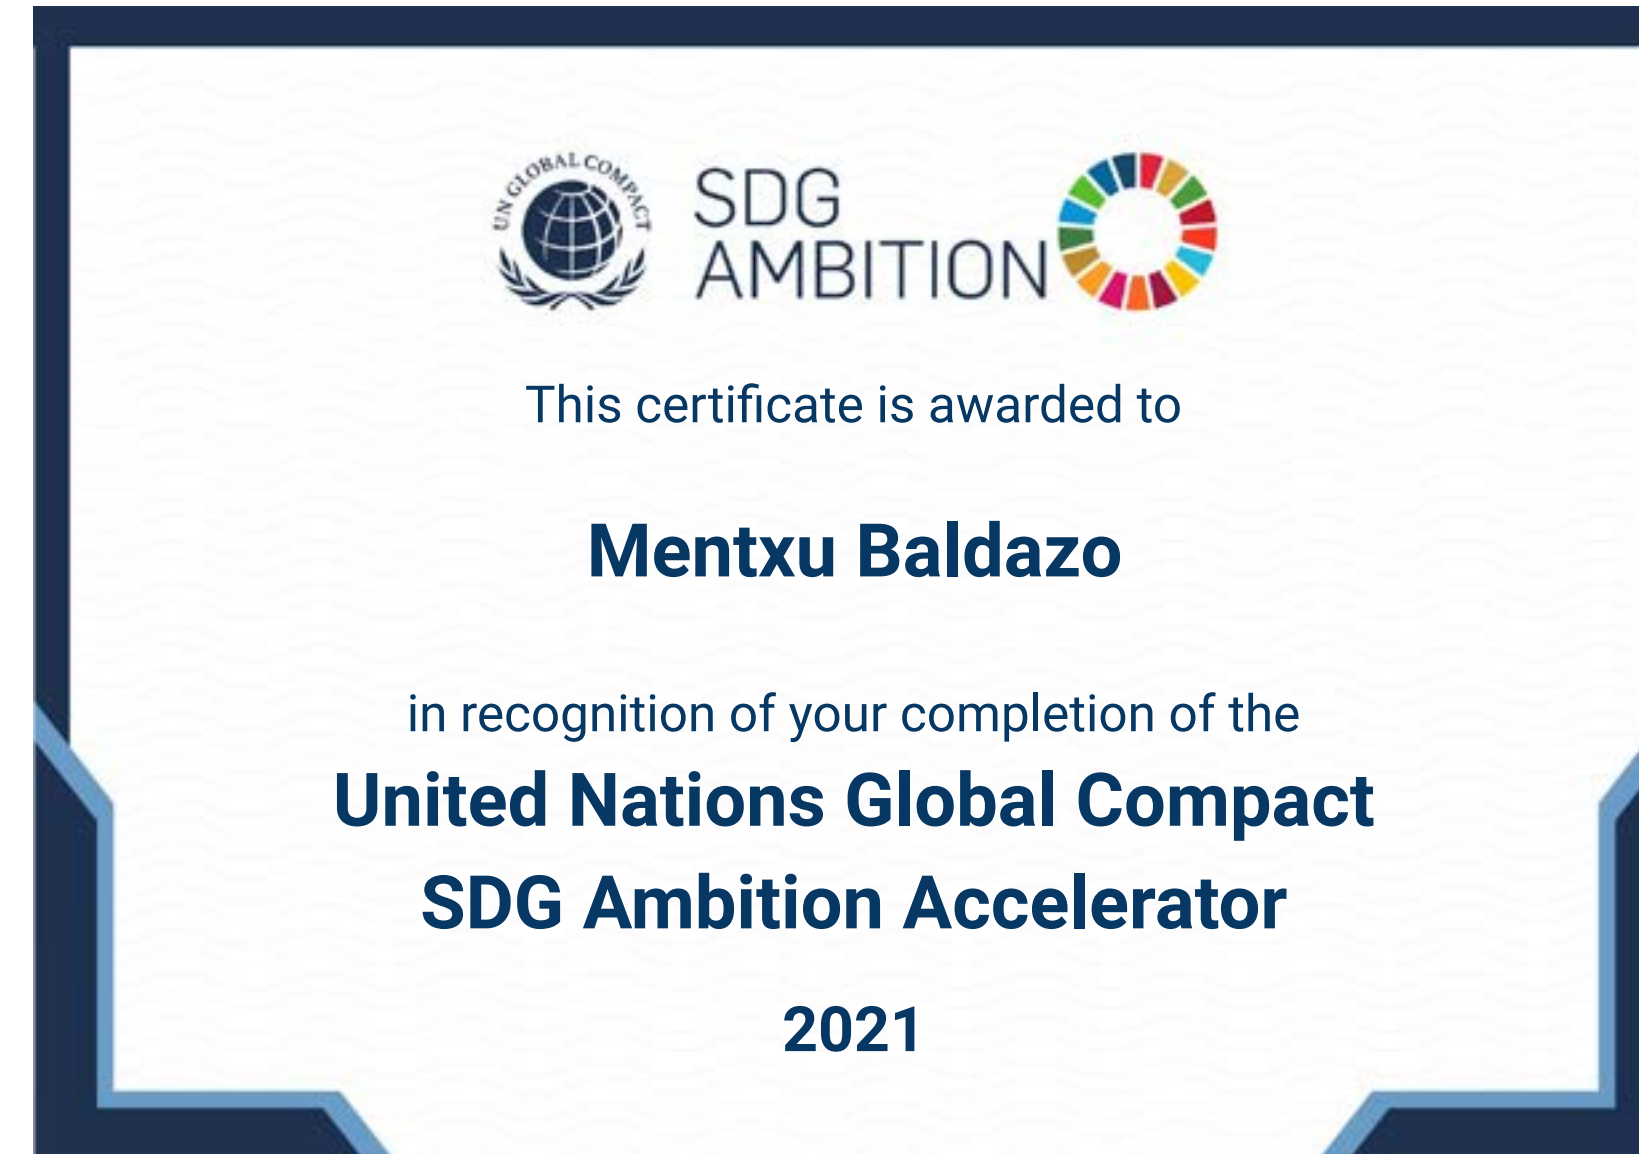 UN GLOBAL COMPACT
SDG
AMBITION
This certificate is awarded to
Mentxu Baldazo
in recognition of your completion of the
United Nations Global Compact
SDG Ambition Accelerator
2021